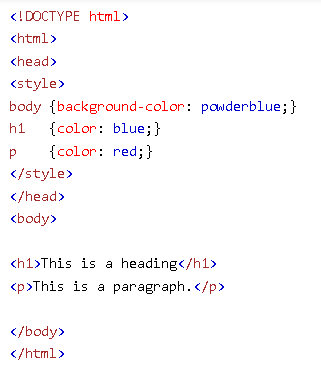 <!DOCTYPE html>
<html>
<head>
<style>
body {background-color: powderblue;}
h1   {color: blue;}
p    {color: red;}
</style>
</head>
<body>

<h1>This is a heading</h1>
<p>This is a paragraph.</p>

</body>
</html>